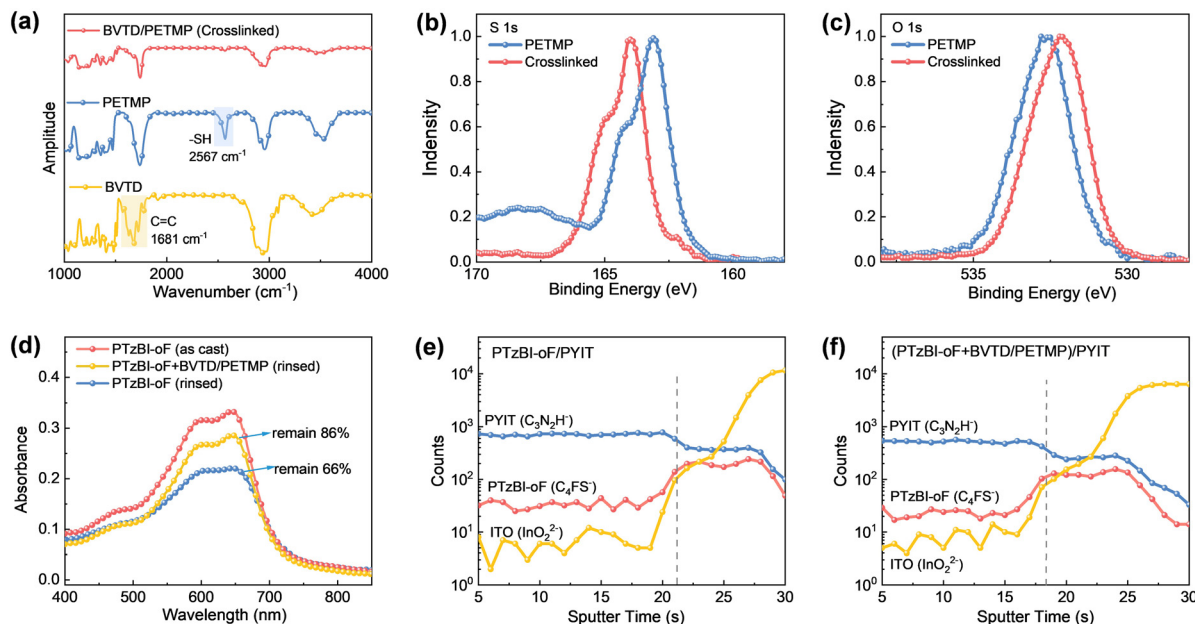 (a)
BVTD/PETMP (Crosslinked)
PETMP
-SH
2567 cm⁻¹
BVTD
C=C
1681 cm⁻¹
Amplitude
1000 2000 3000 4000
Wavenumber (cm⁻¹)
(b)
S 1s
PETMP
Crosslinked
Indensity
1.0
0.8
0.6
0.4
0.2
0.0
170 165 160
Binding Energy (eV)
(c)
O 1s
PETMP
Crosslinked
Indensity
1.0
0.8
0.6
0.4
0.2
0.0
535 530
Binding Energy (eV)
(d)
PTzBI-oF (as cast)
PTzBI-oF+BVTD/PETMP (rinsed)
PTzBI-oF (rinsed)
remain 86%
remain 66%
Absorbance
0.4
0.3
0.2
0.1
0.0
400 500 600 700 800
Wavelength (nm)
(e)
PTzBI-oF/PYIT
PYIT (C₃N₂H⁻)
PTzBI-oF (C₄FS⁻)
ITO (InO₂²⁻)
Counts
10⁴
10³
10²
10¹
10⁰
5 10 15 20 25 30
Sputter Time (s)
(f)
(PTzBI-oF+BVTD/PETMP)/PYIT
PYIT (C₃N₂H⁻)
PTzBI-oF (C₄FS⁻)
ITO (InO₂²⁻)
Counts
10⁴
10³
10²
10¹
10⁰
5 10 15 20 25 30
Sputter Time (s)